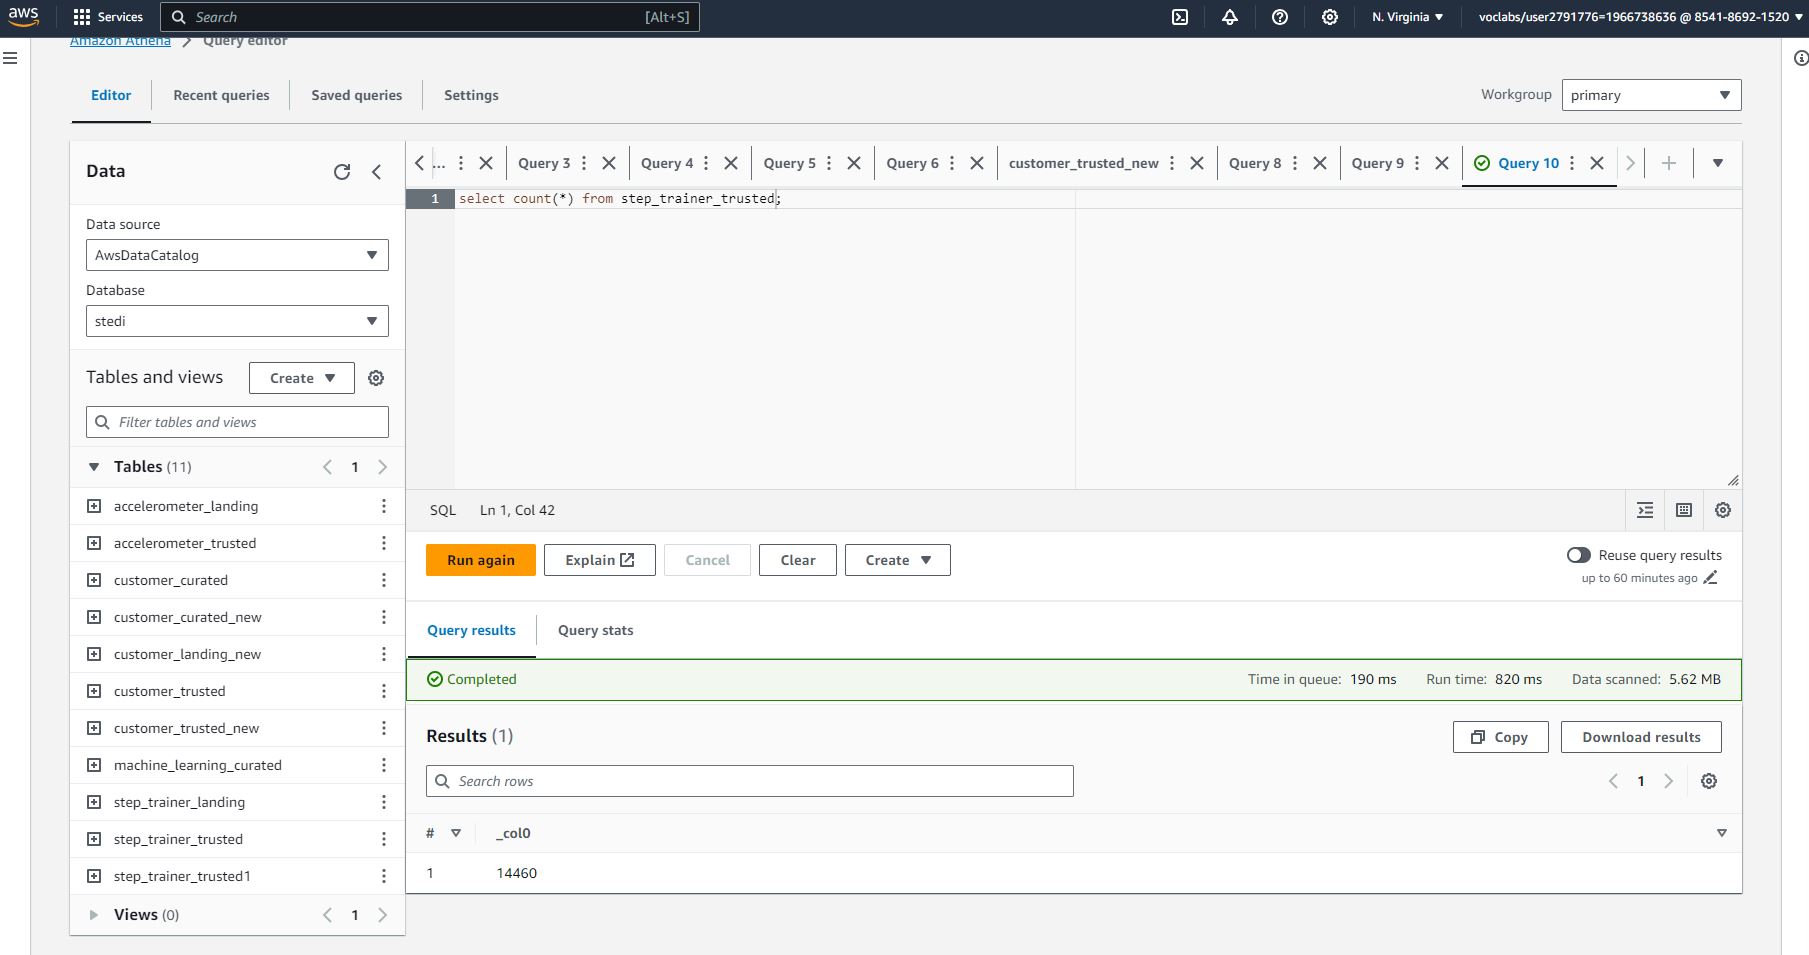 aws Services Search [Alt+S] N. Virginia voclabs/user2791776=1966738636 @ 8541-8692-1520
Amazon Athena Query editor
Editor Recent queries Saved queries Settings Workgroup primary
Data
Data source
AwsDataCatalog
Database
stedi
Tables and views Create
Filter tables and views
Tables (11) 1
accelerometer_landing
accelerometer_trusted
customer_curated
customer_curated_new
customer_landing_new
customer_trusted
customer_trusted_new
machine_learning_curated
step_trainer_landing
step_trainer_trusted
step_trainer_trusted1
Views (0) 1
... Query 3 Query 4 Query 5 Query 6 customer_trusted_new Query 8 Query 9 Query 10
1 select count(*) from step_trainer_trusted;
SQL Ln 1, Col 42
Run again Explain Cancel Clear Create Reuse query results
up to 60 minutes ago
Query results Query stats
Completed Time in queue: 190 ms Run time: 820 ms Data scanned: 5.62 MB
Results (1) Copy Download results
Search rows 1
# _col0
1 14460